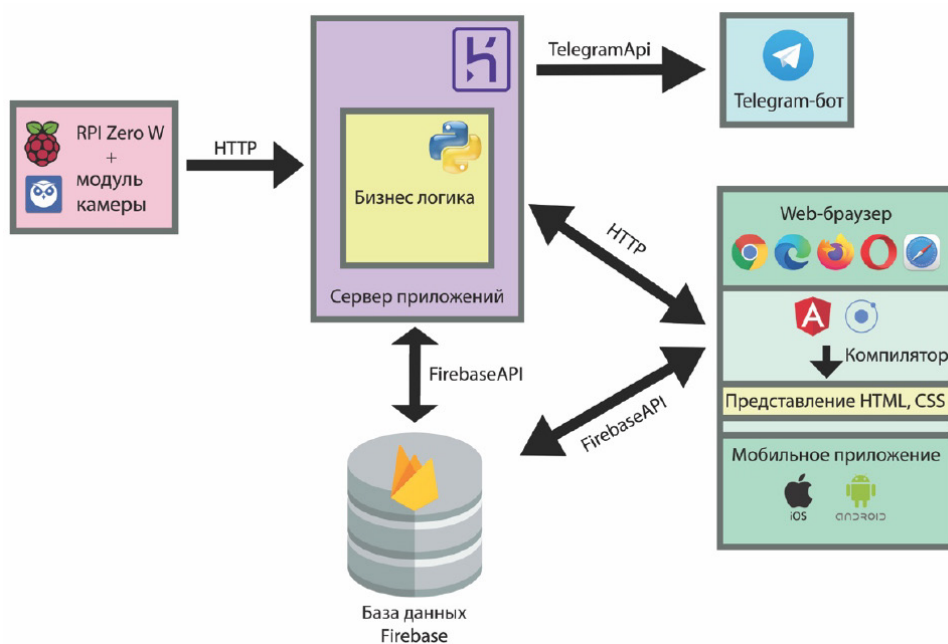 RPI Zero W
+
модуль
камеры
HTTP
Бизнес логика
Сервер приложений
TelegramApi
Telegram-бот
HTTP
Web-браузер
Компилятор
Представление HTML, CSS
Мобильное приложение
iOS
ANDROID
FirebaseAPI
FirebaseAPI
База данных
Firebase